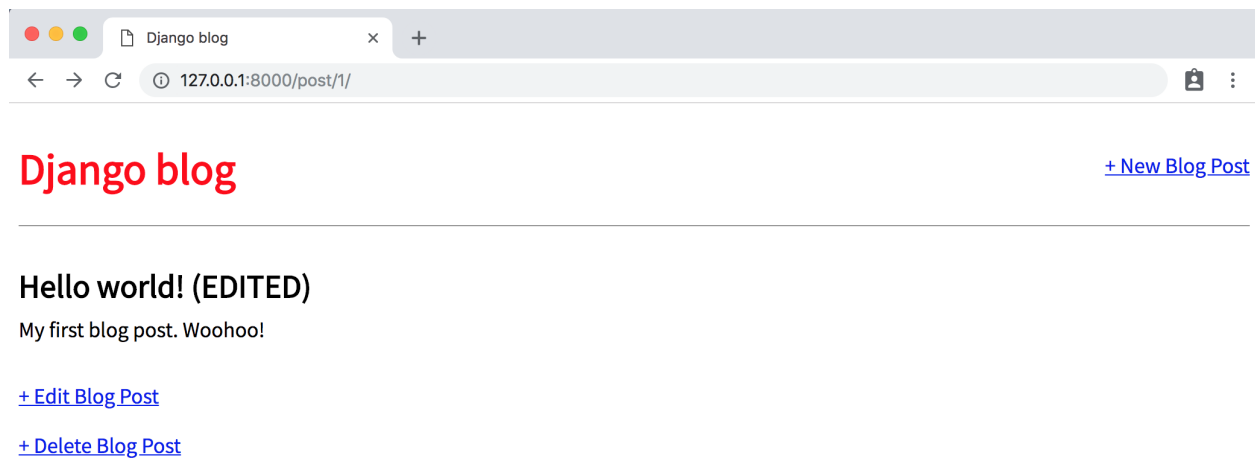 Django blog
127.0.0.1:8000/post/1/
Django blog
+ New Blog Post
Hello world! (EDITED)
My first blog post. Woohoo!
+ Edit Blog Post
+ Delete Blog Post